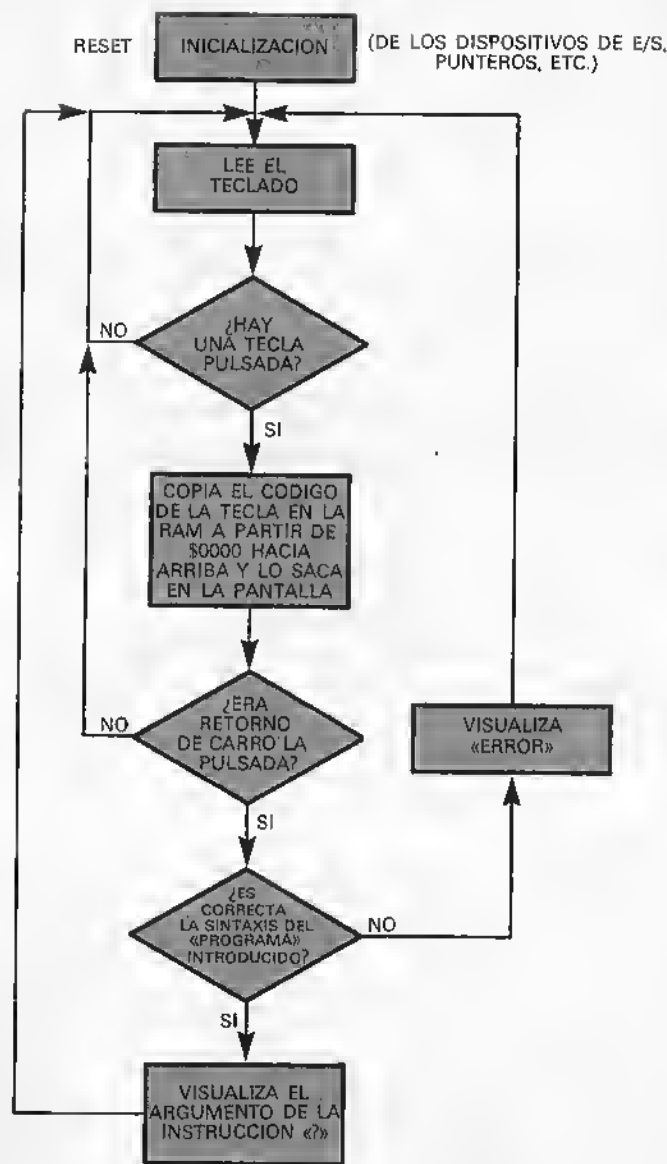 RESET
INICIALIZACION
(DE LOS DISPOSITIVOS DE E/S,
PUNTEROS, ETC.)
LEE EL
TECLADO
¿HAY
UNA TECLA
PULSADA?
NO
SI
COPIA EL CODIGO
DE LA TECLA EN LA
RAM A PARTIR DE
$0000 HACIA
ARRIBA Y LO SACA
EN LA PANTALLA
¿ERA
RETORNO
DE CARRO LA
PULSADA?
NO
SI
VISUALIZA
«ERROR»
¿ES
CORRECTA
LA SINTAXIS DEL
«PROGRAMA»
INTRODUCIDO?
NO
SI
VISUALIZA EL
ARGUMENTO DE LA
INSTRUCCION «?»